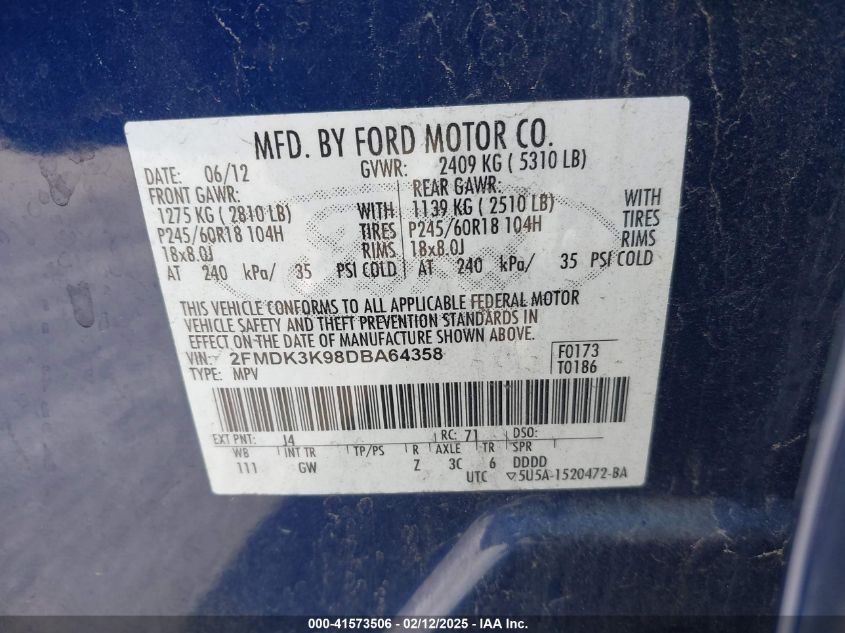 MFD. BY FORD MOTOR CO.
DATE: 06/12 GVWR: 2409 KG ( 5310 LB)
FRONT GAWR: REAR GAWR:
1275 KG ( 2810 LB) WITH 1139 KG ( 2510 LB) WITH
P245/60R18 104H TIRES P245/60R18 104H TIRES
18x8.0J RIMS 18x8.0J RIMS
AT 240 kPa/ 35 PSI COLD AT 240 kPa/ 35 PSI COLD
THIS VEHICLE CONFORMS TO ALL APPLICABLE FEDERAL MOTOR
VEHICLE SAFETY AND THEFT PREVENTION STANDARDS IN
EFFECT ON THE DATE OF MANUFACTURE SHOWN ABOVE.
VIN: 2FMDK3K98DBA64358 F0173
TYPE: MPV T0186
EXT PNT: J4 RC: 71 DSO:
WB INT TR TP/PS R AXLE TR SPR
111 GW Z 3C 6 DDDD
UTC ▽5U5A-1520472-BA
000-41573506 - 02/12/2025 - IAA Inc.